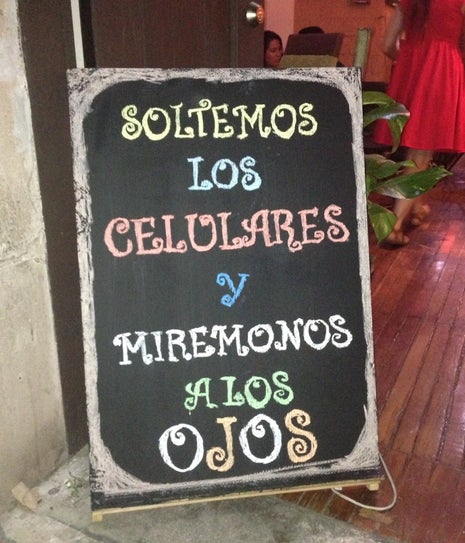 SOLTEMOS
LOS
CELULARES
Y
MIREMONOS
A LOS
OJOS